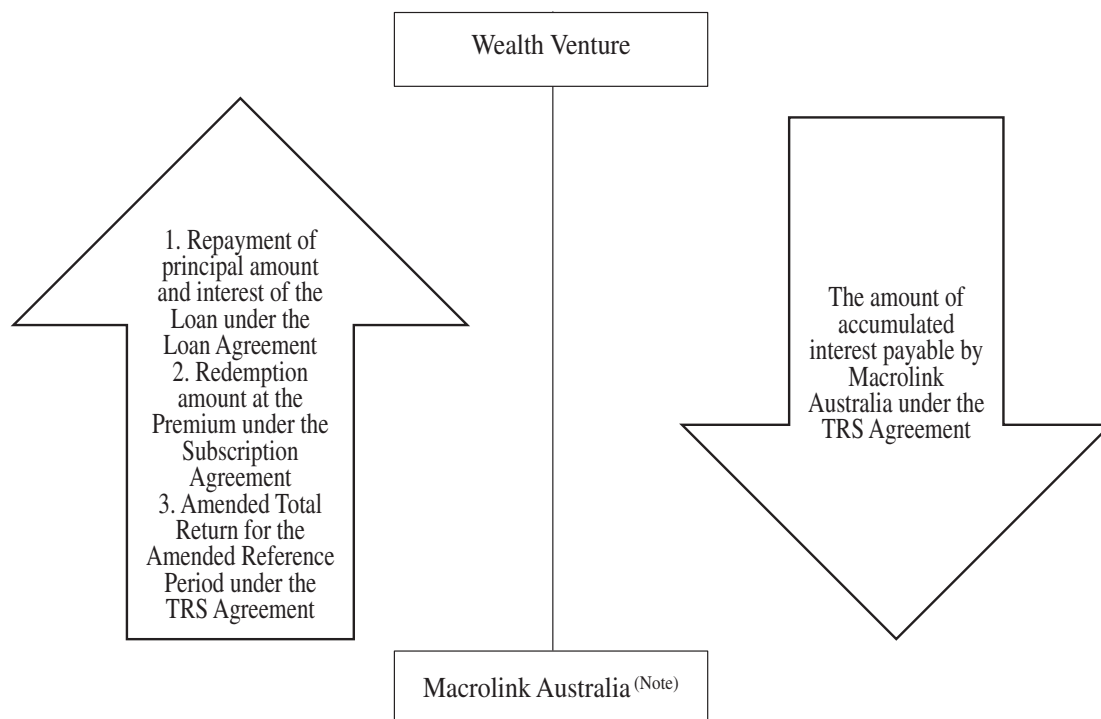 Wealth Venture
1. Repayment of
principal amount
and interest of the
Loan under the
Loan Agreement
2. Redemption
amount at the
Premium under the
Subscription
Agreement
3. Amended Total
Return for the
Amended Reference
Period under the
TRS Agreement
The amount of
accumulated
interest payable by
Macrolink
Australia under the
TRS Agreement
Macrolink Australia (Note)